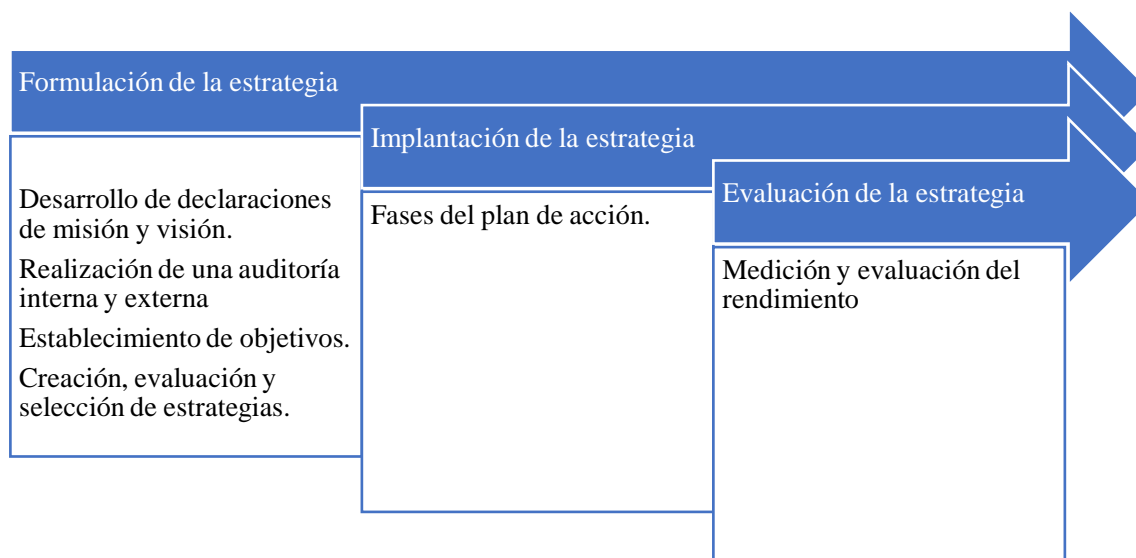 Formulación de la estrategia
Desarrollo de declaraciones
de misión y visión.
Realización de una auditoría
interna y externa
Establecimiento de objetivos.
Creación, evaluación y
selección de estrategias.
Implantación de la estrategia
Fases del plan de acción.
Evaluación de la estrategia
Medición y evaluación del
rendimiento